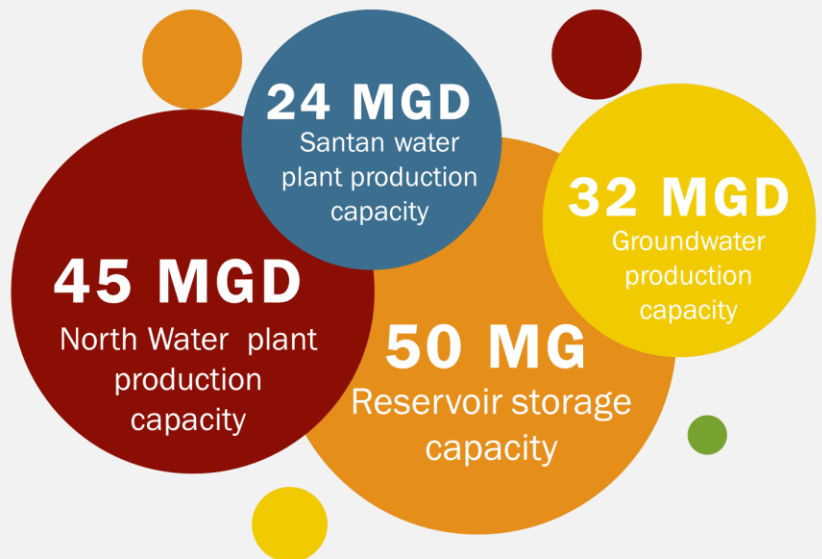 24 MGD
Santan water
plant production
capacity
32 MGD
Groundwater
production
capacity
45 MGD
North Water plant
production
capacity
50 MG
Reservoir storage
capacity